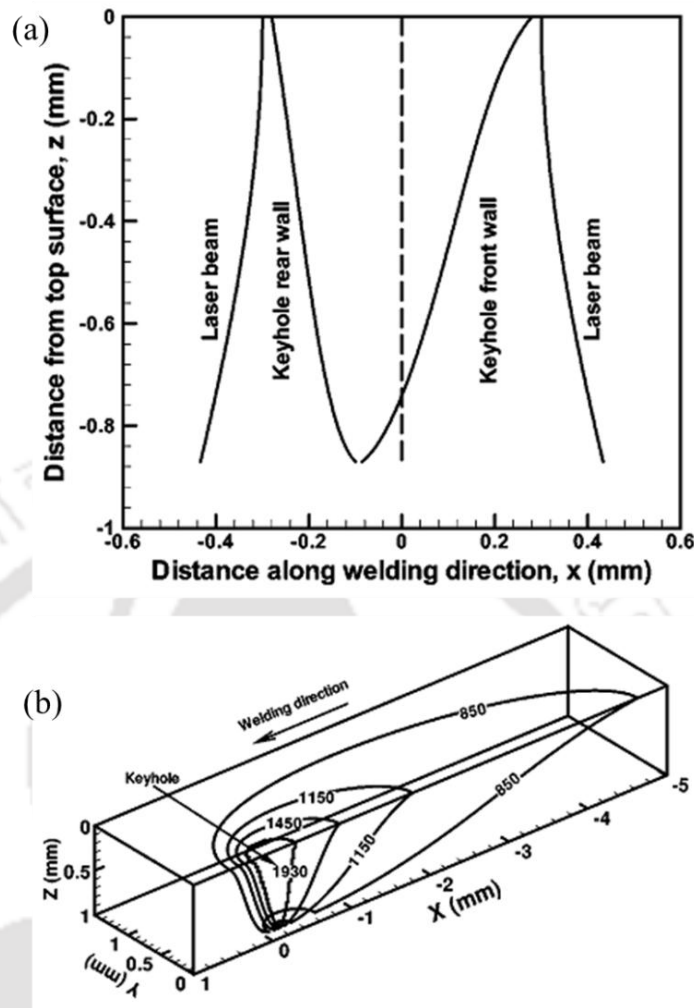 (a)
0
-0.2
-0.4
-0.6
-0.8
-1
Distance from top surface, z (mm)
Laser beam
Keyhole rear wall
Keyhole front wall
Laser beam
-0.6 -0.4 -0.2 0 0.2 0.4 0.6
Distance along welding direction, x (mm)
(b)
Welding direction
850
Keyhole
1150
1450
850
1150
1930
0
0.5
1
Z (mm)
-5
-4
-3
-2
-1
0
1
X (mm)
1
0.5
0
Y (mm)